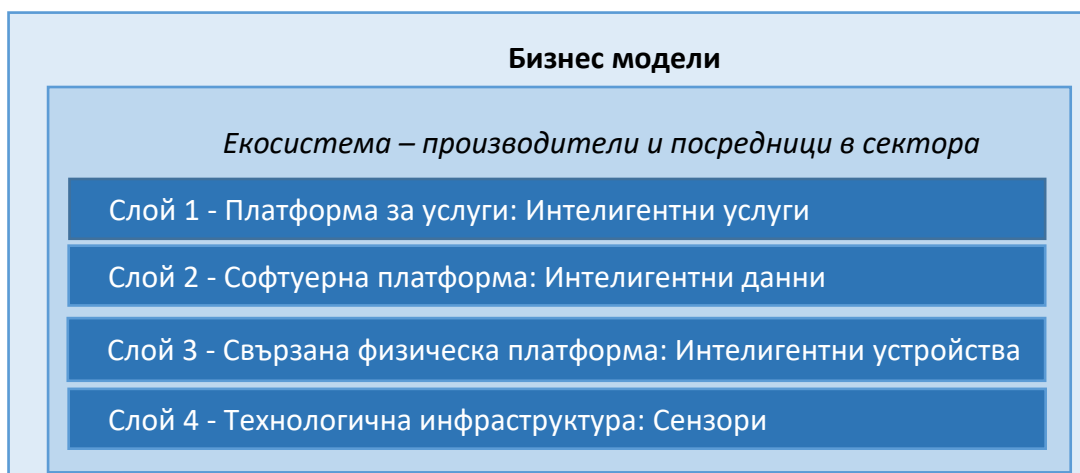 Бизнес модели
Екосистема – производители и посредници в сектора
Слой 1 - Платформа за услуги: Интелигентни услуги
Слой 2 - Софтуерна платформа: Интелигентни данни
Слой 3 - Свързана физическа платформа: Интелигентни устройства
Слой 4 - Технологична инфраструктура: Сензори